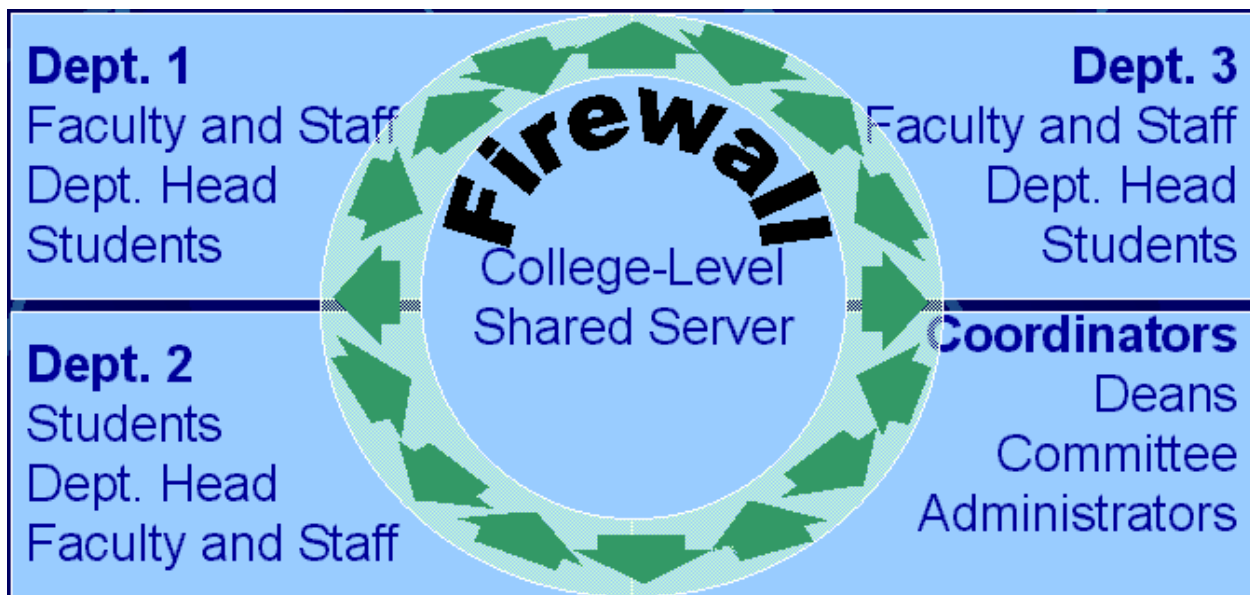 Dept. 1
Faculty and Staff
Dept. Head
Students
Firewall
College-Level
Shared Server
Dept. 3
Faculty and Staff
Dept. Head
Students
Dept. 2
Students
Dept. Head
Faculty and Staff
Coordinators
Deans
Committee
Administrators